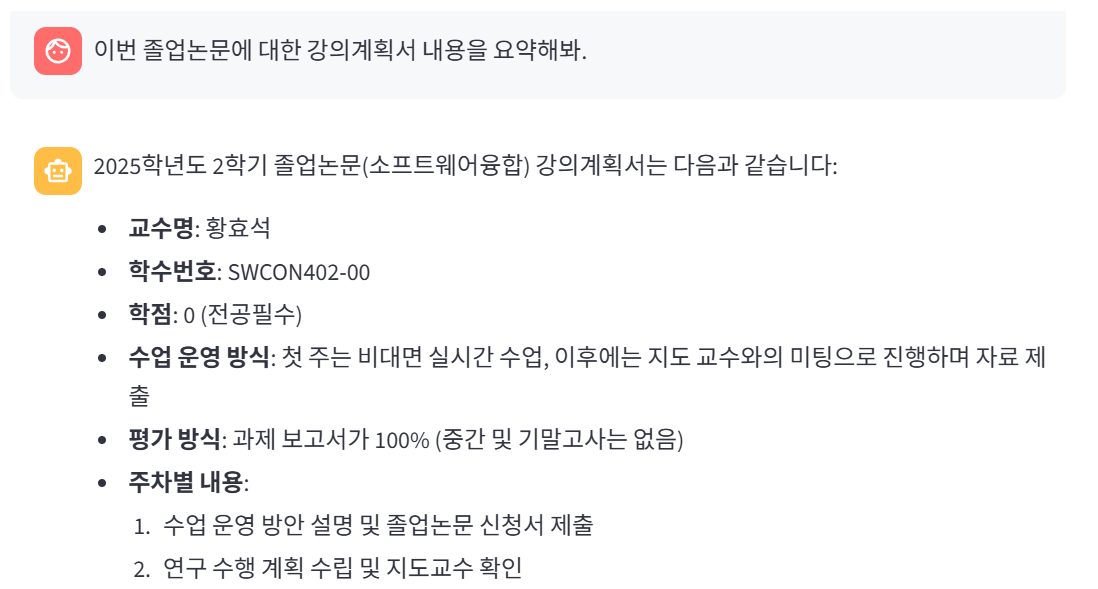 이번 졸업논문에 대한 강의계획서 내용을 요약해봐.
2025학년도 2학기 졸업논문(소프트웨어융합) 강의계획서는 다음과 같습니다:
• 교수명: 황효석
• 학수번호: SWCON402-00
• 학점: 0 (전공필수)
• 수업 운영 방식: 첫 주는 비대면 실시간 수업, 이후에는 지도 교수와의 미팅으로 진행하며 자료 제
출
• 평가 방식: 과제 보고서가 100% (중간 및 기말고사는 없음)
• 주차별 내용:
1. 수업 운영 방안 설명 및 졸업논문 신청서 제출
2. 연구 수행 계획 수립 및 지도교수 확인